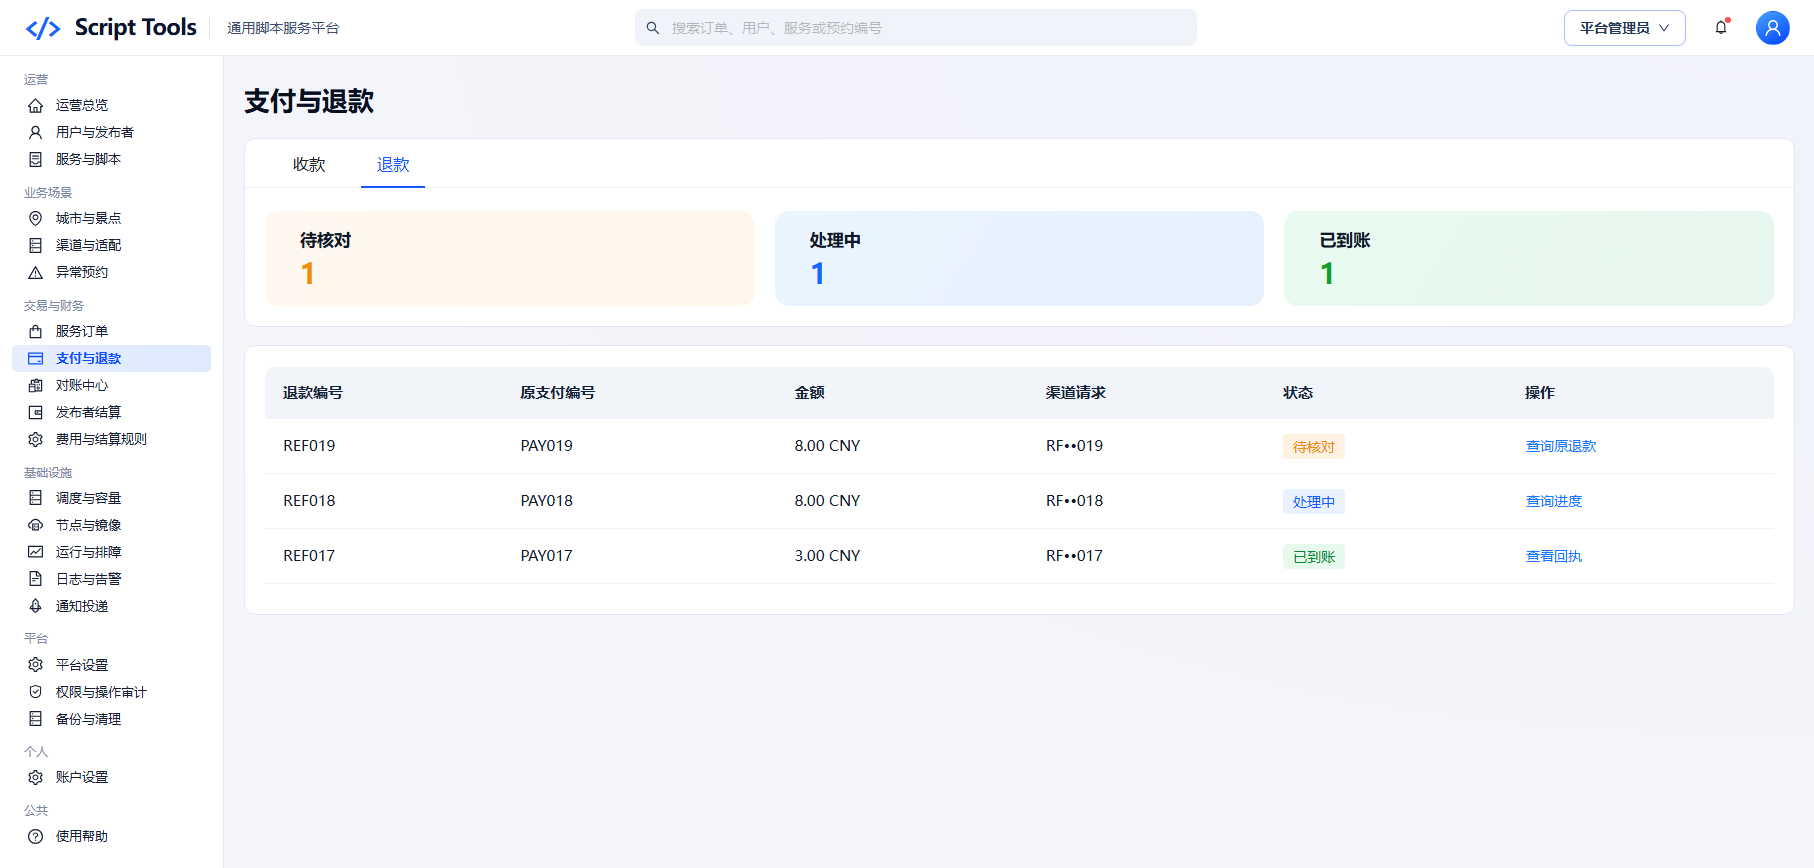 </> Script Tools
通用脚本服务平台
搜索订单、用户、服务或预约编号
平台管理员
运营
运营总览
用户与发布者
服务与脚本
业务场景
城市与景点
渠道与适配
异常预约
交易与财务
服务订单
支付与退款
对账中心
发布者结算
费用与结算规则
基础设施
调度与容量
节点与镜像
运行与排障
日志与告警
通知投递
平台
平台设置
权限与操作审计
备份与清理
个人
账户设置
公共
使用帮助
支付与退款
收款 退款
待核对 处理中 已到账
1 1 1
退款编号 原支付编号 金额 渠道请求 状态 操作
REF019 PAY019 8.00 CNY RF••019 待核对 查询原退款
REF018 PAY018 8.00 CNY RF••018 处理中 查询进度
REF017 PAY017 3.00 CNY RF••017 已到账 查看回执